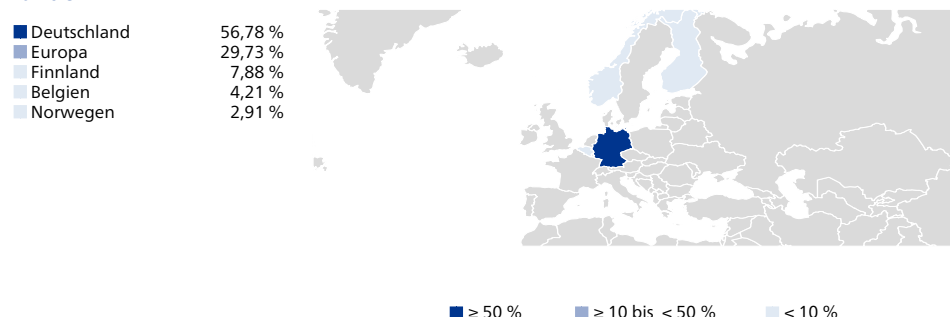 Deutschland 56,78 %
Europa 29,73 %
Finnland 7,88 %
Belgien 4,21 %
Norwegen 2,91 %
≥ 50 % ≥ 10 bis < 50 % < 10 %